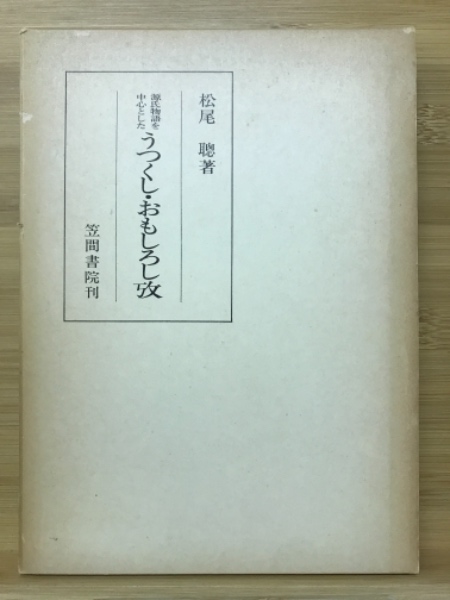 松尾 聰著
源氏物語を
中心とした
うつくし・おもしろし攷
笠間書院刊